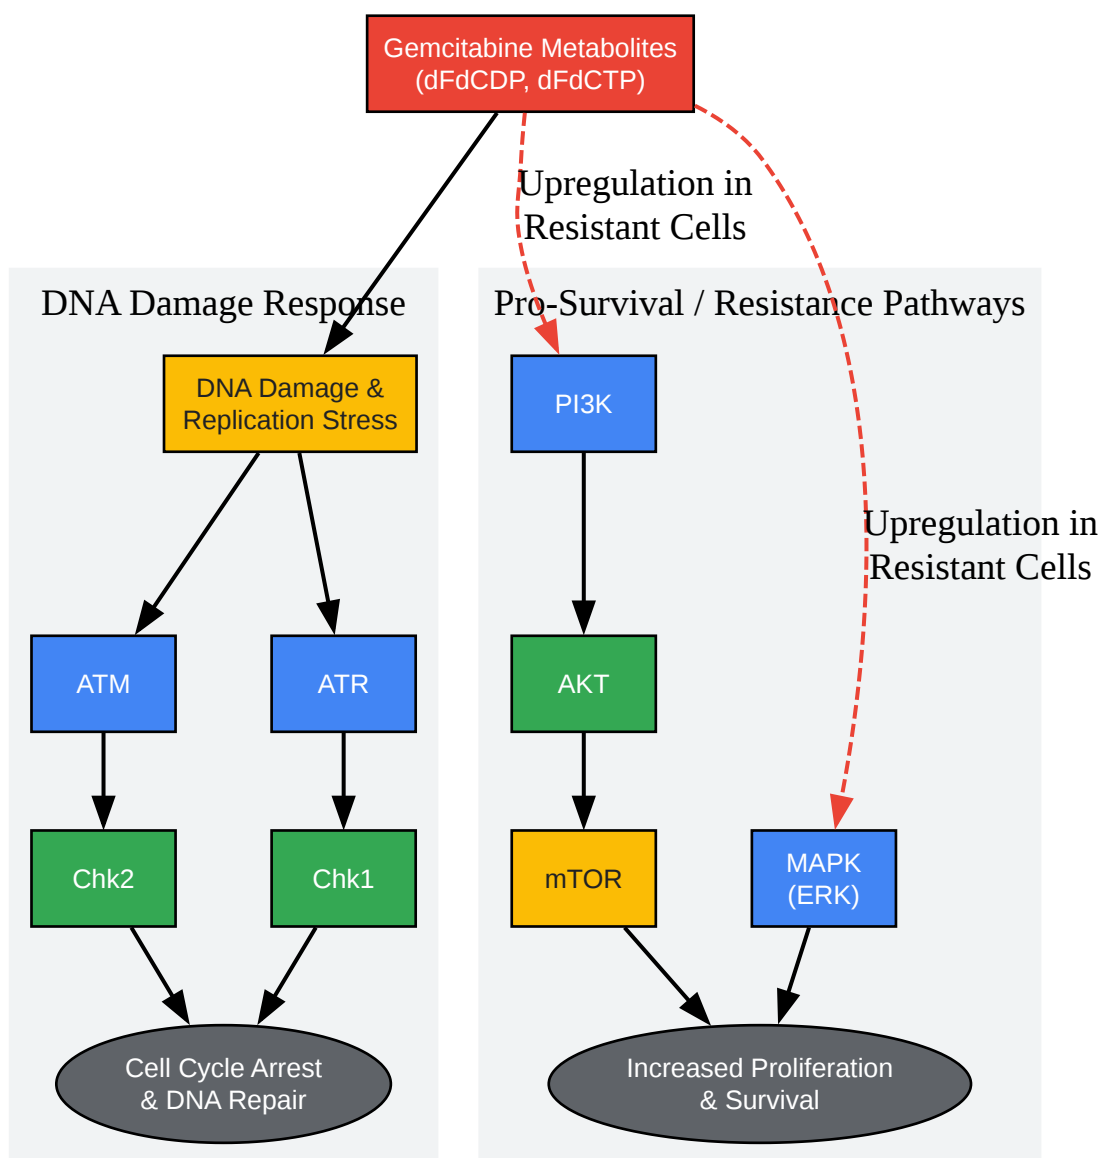 Gemcitabine Metabolites
(dFdCDP, dFdCTP)
Upregulation in
Resistant Cells
DNA Damage Response
Pro-Survival / Resistance Pathways
DNA Damage &
Replication Stress
PI3K
Upregulation in
Resistant Cells
ATM
ATR
AKT
Chk2
Chk1
mTOR
MAPK
(ERK)
Cell Cycle Arrest
& DNA Repair
Increased Proliferation
& Survival